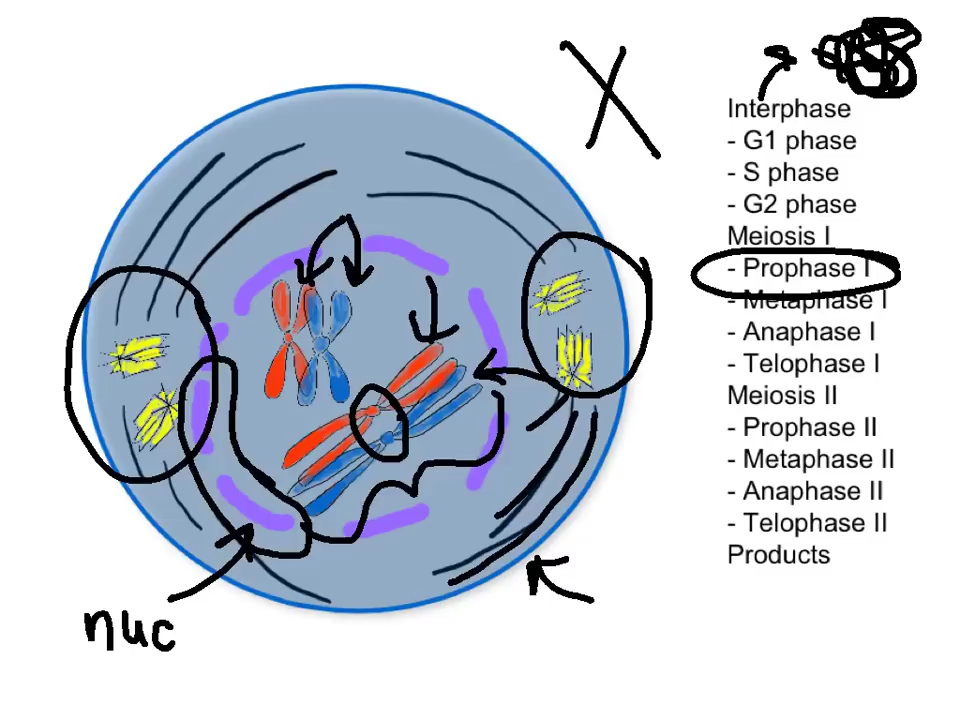 Interphase
- G1 phase
- S phase
- G2 phase
Meiosis I
- Prophase I
- Metaphase I
- Anaphase I
- Telophase I
Meiosis II
- Prophase II
- Metaphase II
- Anaphase II
- Telophase II
Products
nuc